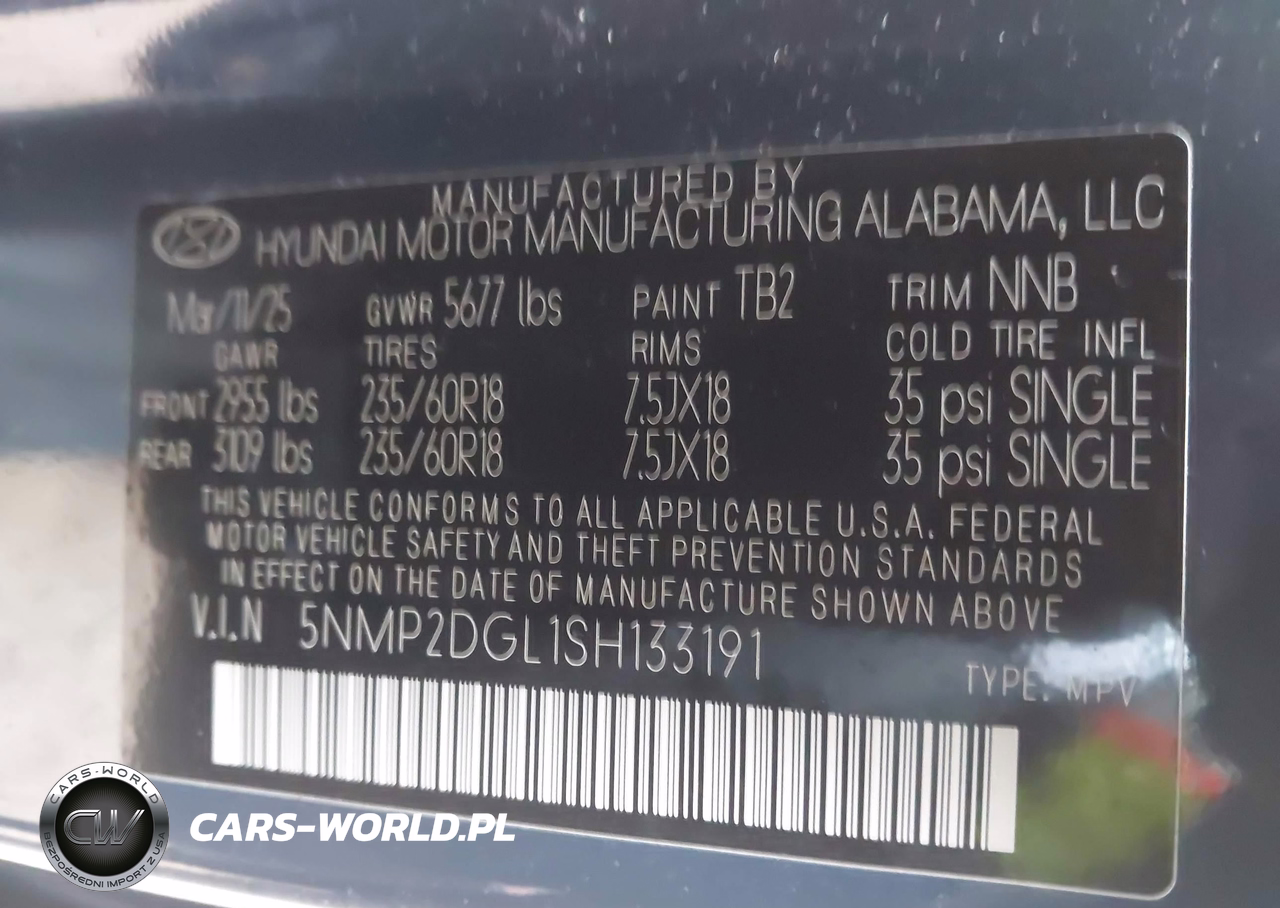 MANUFACTURED BY
HYUNDAI MOTOR MANUFACTURING ALABAMA, LLC
Mar/11/25 GVWR 5677 lbs PAINT TB2 TRIM NNB
GAWR TIRES RIMS COLD TIRE INFL
FRONT 2955 lbs 235/60R18 7.5JX18 35 psi SINGLE
REAR 3109 lbs 235/60R18 7.5JX18 35 psi SINGLE
THIS VEHICLE CONFORMS TO ALL APPLICABLE U.S.A. FEDERAL
MOTOR VEHICLE SAFETY AND THEFT PREVENTION STANDARDS
IN EFFECT ON THE DATE OF MANUFACTURE SHOWN ABOVE
V.I.N 5NMP2DGL1SH133191
TYPE: MPV
CARS-WORLD
CW
BEZPOŚREDNI IMPORT Z USA
CARS-WORLD.PL